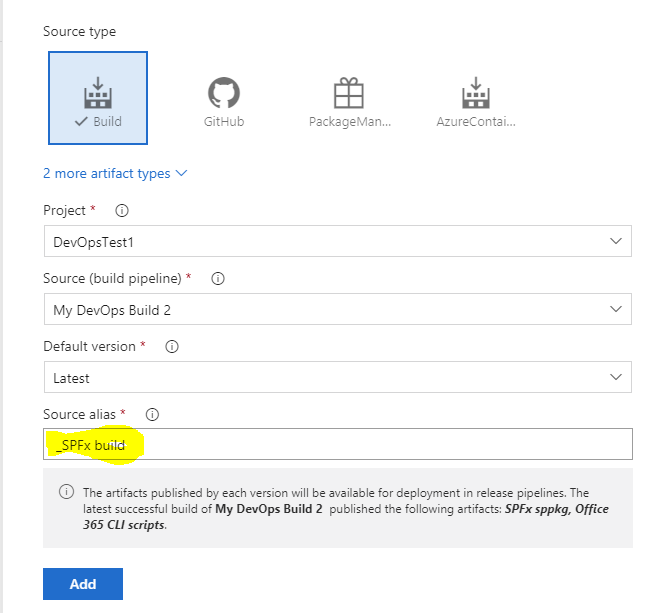 Source type
Build
GitHub
PackageMan...
AzureContai...
2 more artifact types
Project *
DevOpsTest1
Source (build pipeline) *
My DevOps Build 2
Default version *
Latest
Source alias *
_SPFx build
The artifacts published by each version will be available for deployment in release pipelines. The
latest successful build of My DevOps Build 2 published the following artifacts: SPFx sppkg, Office
365 CLI scripts.
Add